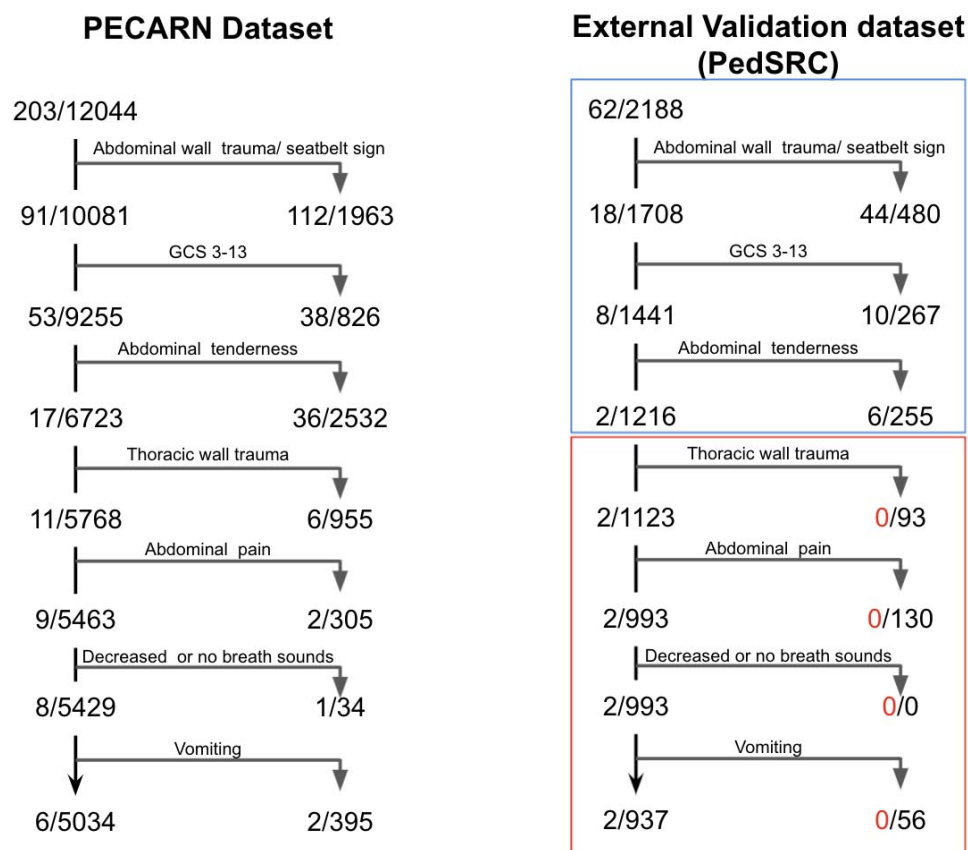 PECARN Dataset
203/12044
Abdominal wall trauma/ seatbelt sign
91/10081 112/1963
GCS 3-13
53/9255 38/826
Abdominal tenderness
17/6723 36/2532
Thoracic wall trauma
11/5768 6/955
Abdominal pain
9/5463 2/305
Decreased or no breath sounds
8/5429 1/34
Vomiting
6/5034 2/395
External Validation dataset
(PedSRC)
62/2188
Abdominal wall trauma/ seatbelt sign
18/1708 44/480
GCS 3-13
8/1441 10/267
Abdominal tenderness
2/1216 6/255
Thoracic wall trauma
2/1123 0/93
Abdominal pain
2/993 0/130
Decreased or no breath sounds
2/993 0/0
Vomiting
2/937 0/56